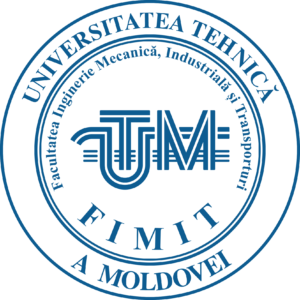 UNIVERSITATEA TEHNICĂ
A MOLDOVEI
Facultatea Inginerie Mecanică, Industrială și Transporturi
FIMIT
UTM